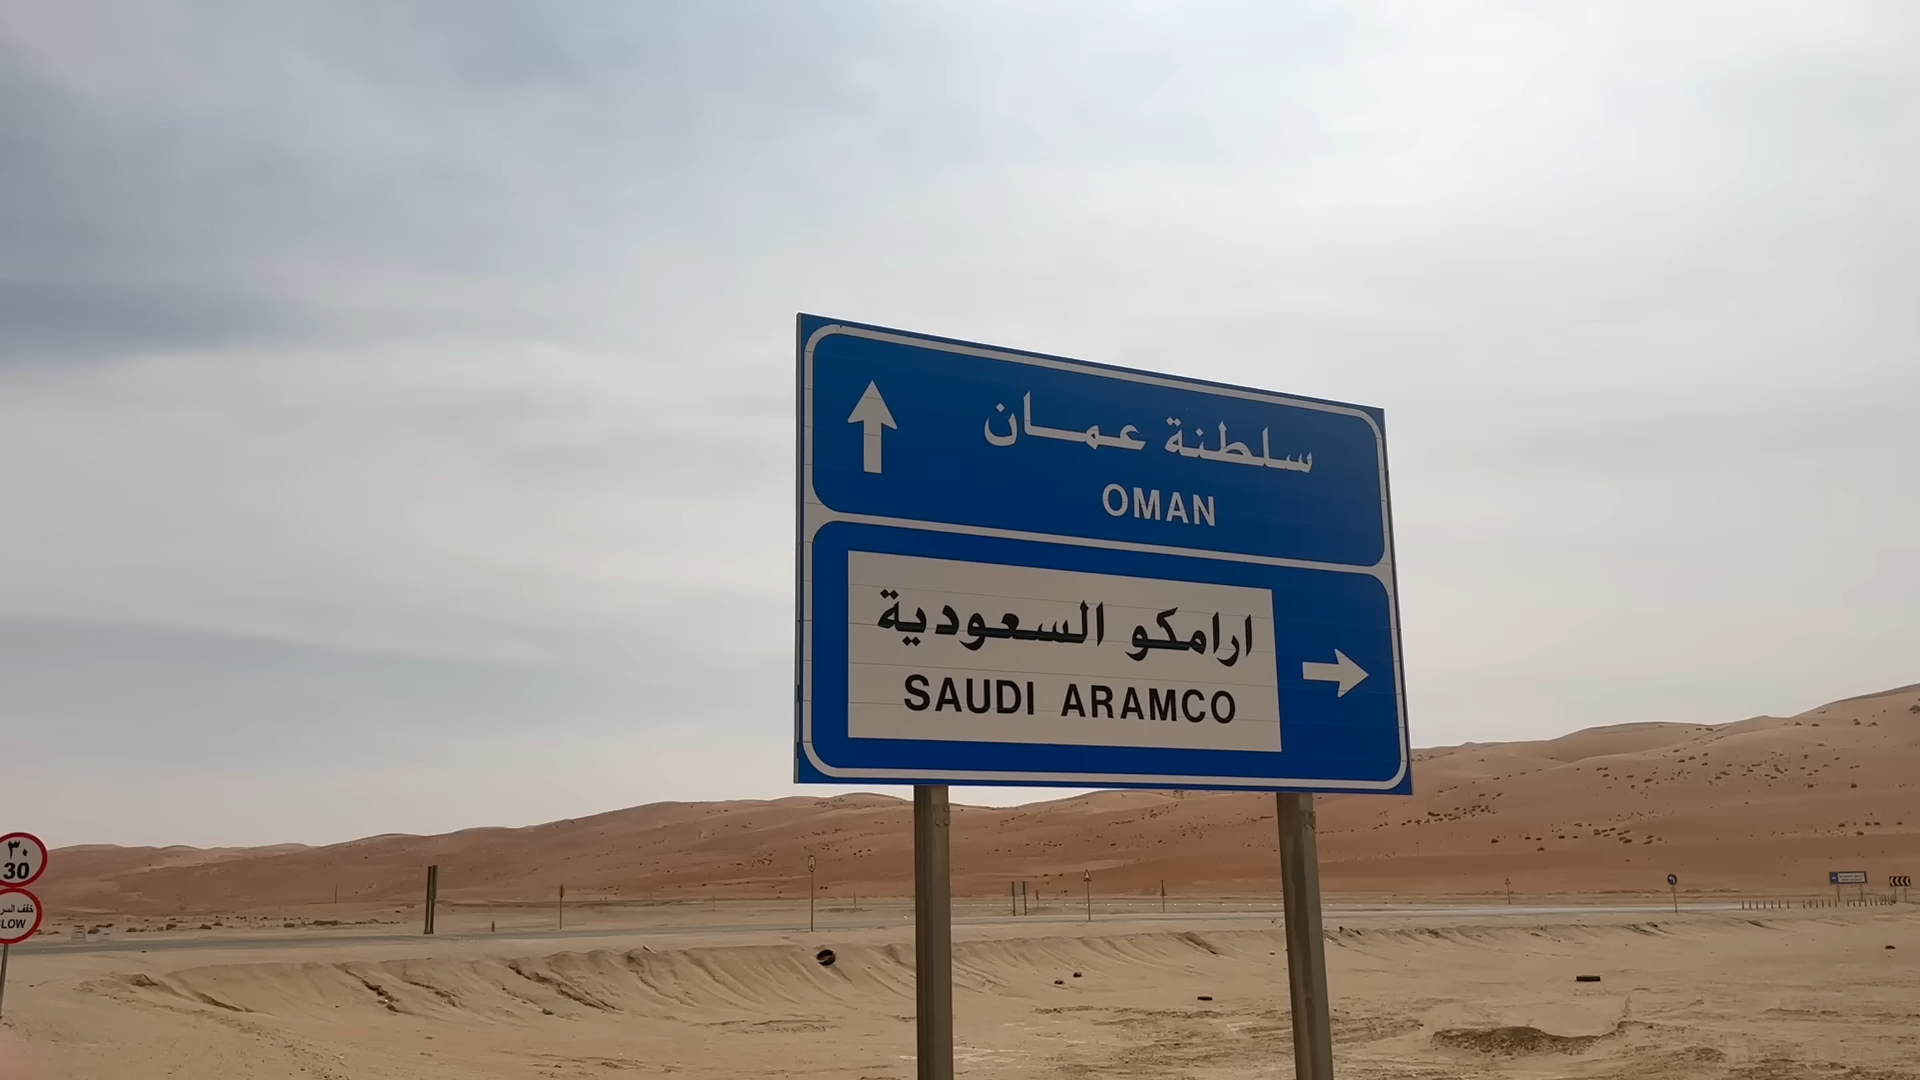 سلطنة عمان
OMAN
ارامكو السعودية
SAUDI ARAMCO
٣٠
30